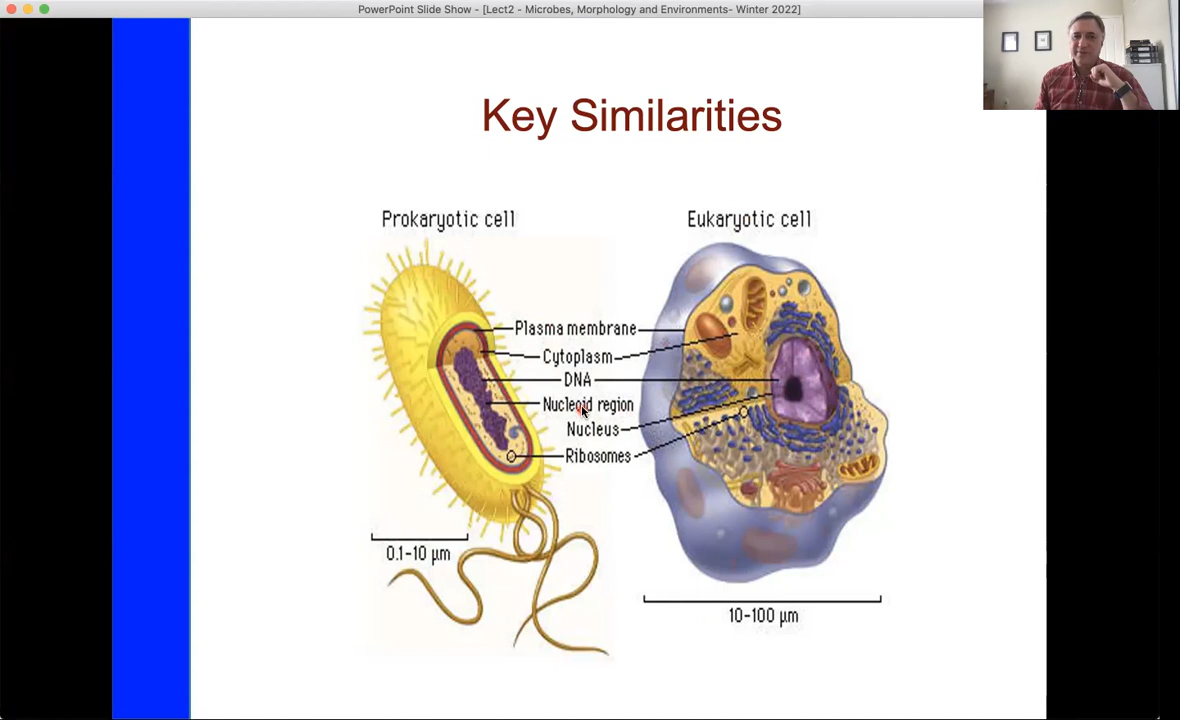 PowerPoint Slide Show - [Lect2 - Microbes, Morphology and Environments- Winter 2022]
Key Similarities
Prokaryotic cell
Eukaryotic cell
Plasma membrane
Cytoplasm
DNA
Nucleoid region
Nucleus
Ribosomes
0.1-10 µm
10-100 µm